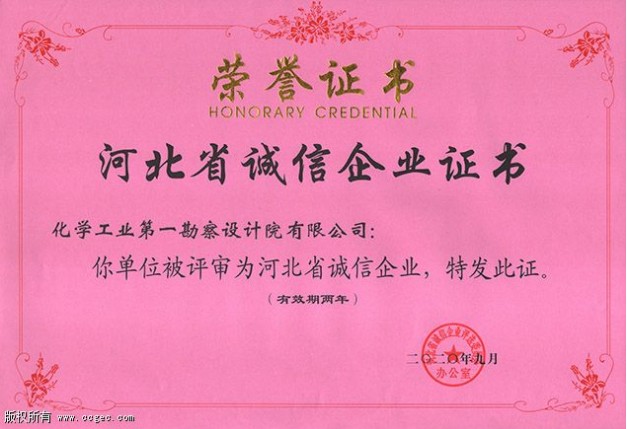 荣誉证书
HONORARY CREDENTIAL
河北省诚信企业证书
化学工业第一勘察设计院有限公司：
你单位被评审为河北省诚信企业，特发此证。
（有效期两年）
二〇二〇年九月
办公室
版权所有 www.ccgec.com